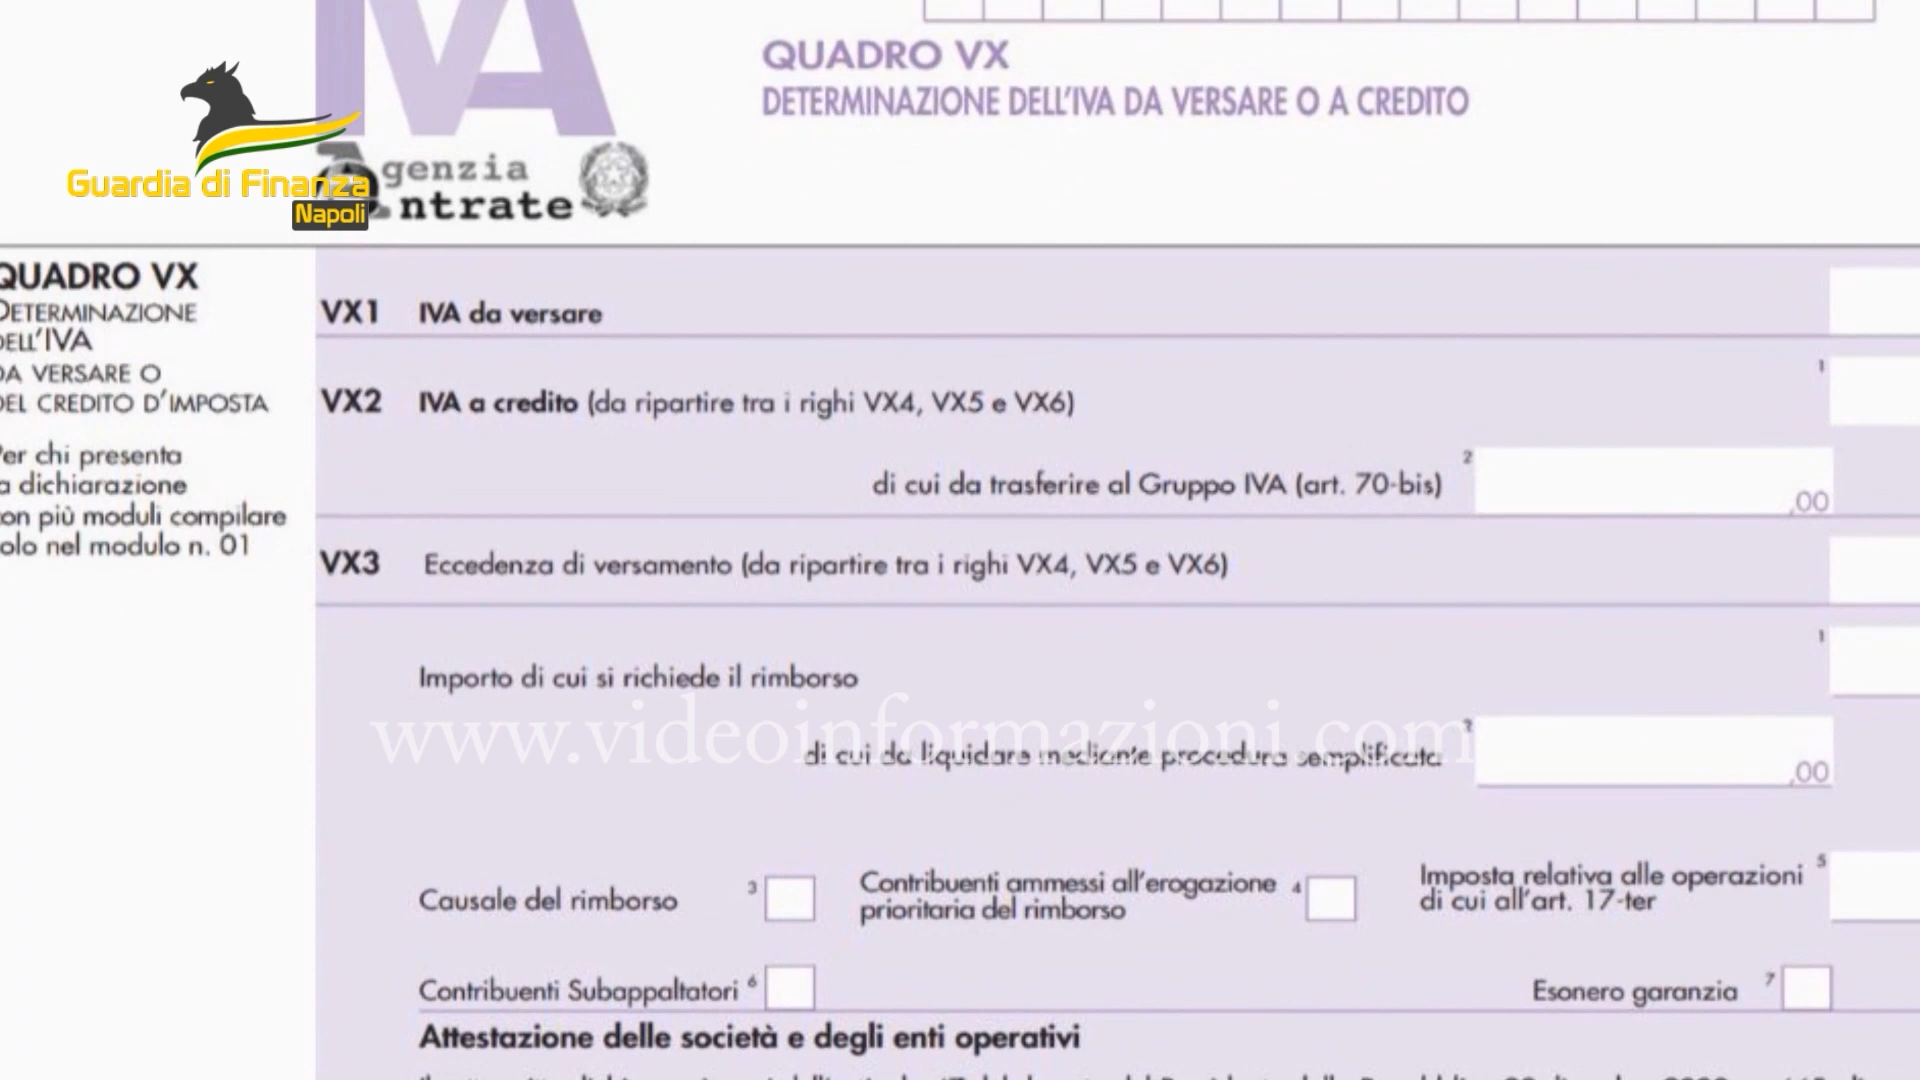 IVA
QUADRO VX
DETERMINAZIONE DELL'IVA DA VERSARE O A CREDITO
Guardia di Finanza
Napoli
genzia
ntrate
QUADRO VX
DETERMINAZIONE
DELL'IVA
DA VERSARE O
DEL CREDITO D'IMPOSTA
Per chi presenta
a dichiarazione
con più moduli compilare
olo nel modulo n. 01
VX1 IVA da versare
VX2 IVA a credito (da ripartire tra i righi VX4, VX5 e VX6) 1
di cui da trasferire al Gruppo IVA (art. 70-bis) 2 ,00
VX3 Eccedenza di versamento (da ripartire tra i righi VX4, VX5 e VX6)
Importo di cui si richiede il rimborso 1
www.videoinformazioni.com
di cui da liquidare mediante procedura semplificata 2 ,00
Causale del rimborso 3
Contribuenti ammessi all'erogazione 4
prioritaria del rimborso
Imposta relativa alle operazioni 5
di cui all'art. 17-ter
Contribuenti Subappaltatori 6
Esonero garanzia 7
Attestazione delle società e degli enti operativi